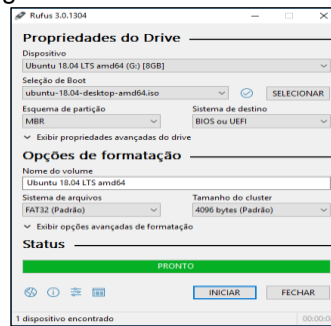 Rufus 3.0.1304
Propriedades do Drive
Dispositivo
Ubuntu 18.04 LTS amd64 (G:) [8GB]
Seleção de Boot
ubuntu-18.04-desktop-amd64.iso SELECIONAR
Esquema de partição Sistema de destino
MBR BIOS ou UEFI
Exibir propriedades avançadas do drive
Opções de formatação
Nome do volume
Ubuntu 18.04 LTS amd64
Sistema de arquivos Tamanho do cluster
FAT32 (Padrão) 4096 bytes (Padrão)
Exibir opções avançadas de formatação
Status
PRONTO
INICIAR FECHAR
1 dispositivo encontrado